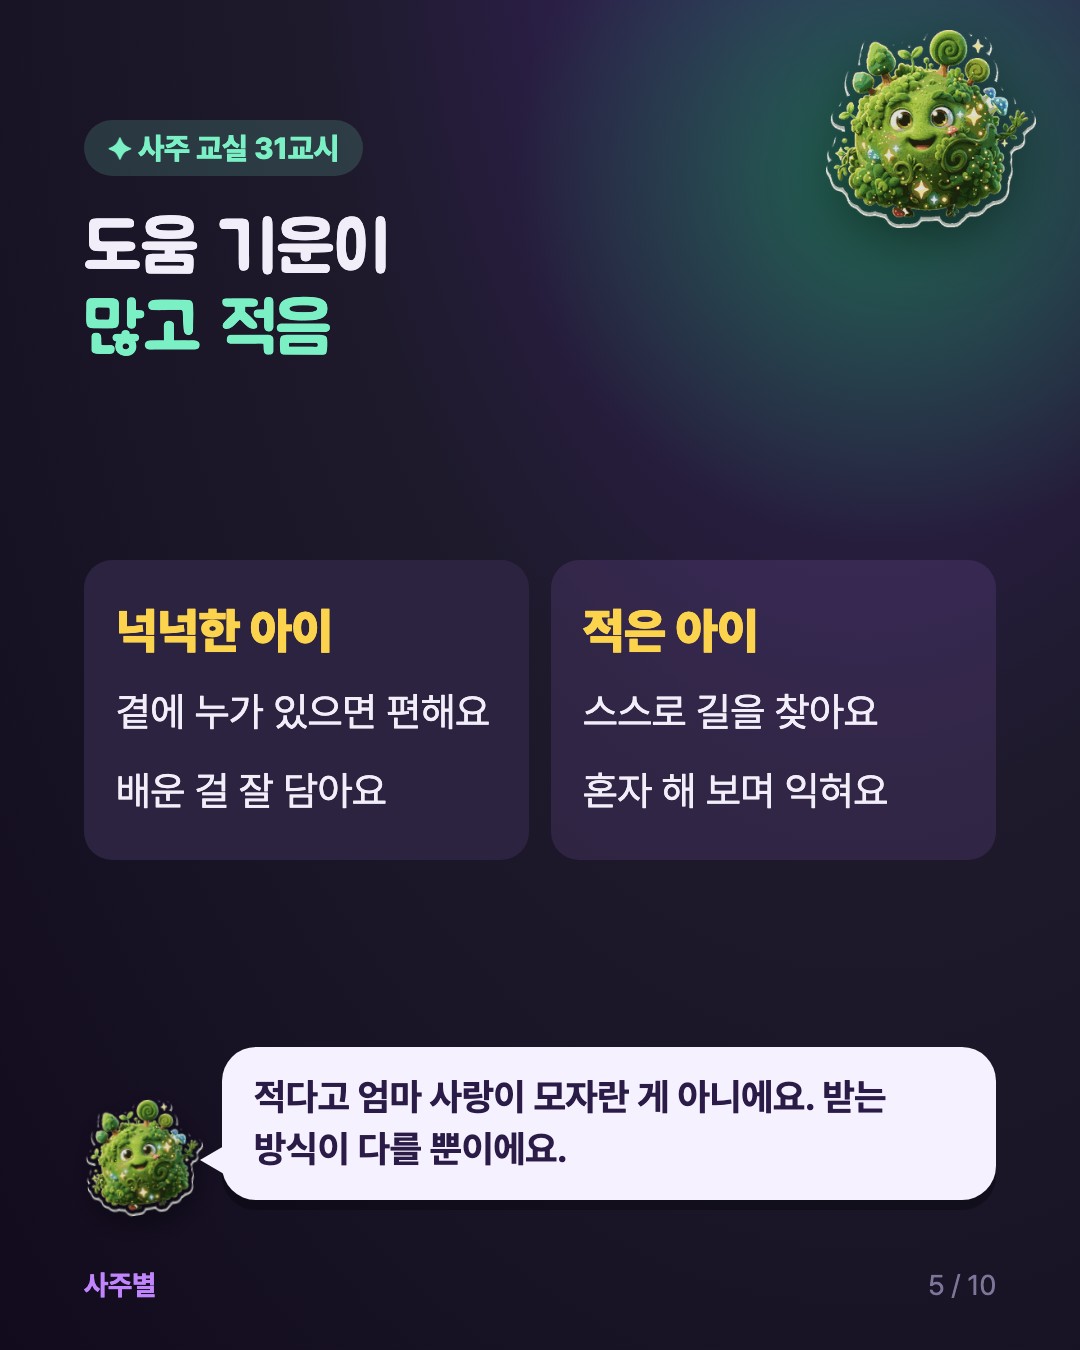 ✦ 사주 교실 31교시
도움 기운이
많고 적음
넉넉한 아이
곁에 누가 있으면 편해요
배운 걸 잘 담아요
적은 아이
스스로 길을 찾아요
혼자 해 보며 익혀요
적다고 엄마 사랑이 모자란 게 아니에요. 받는
방식이 다를 뿐이에요.
사주별
5 / 10